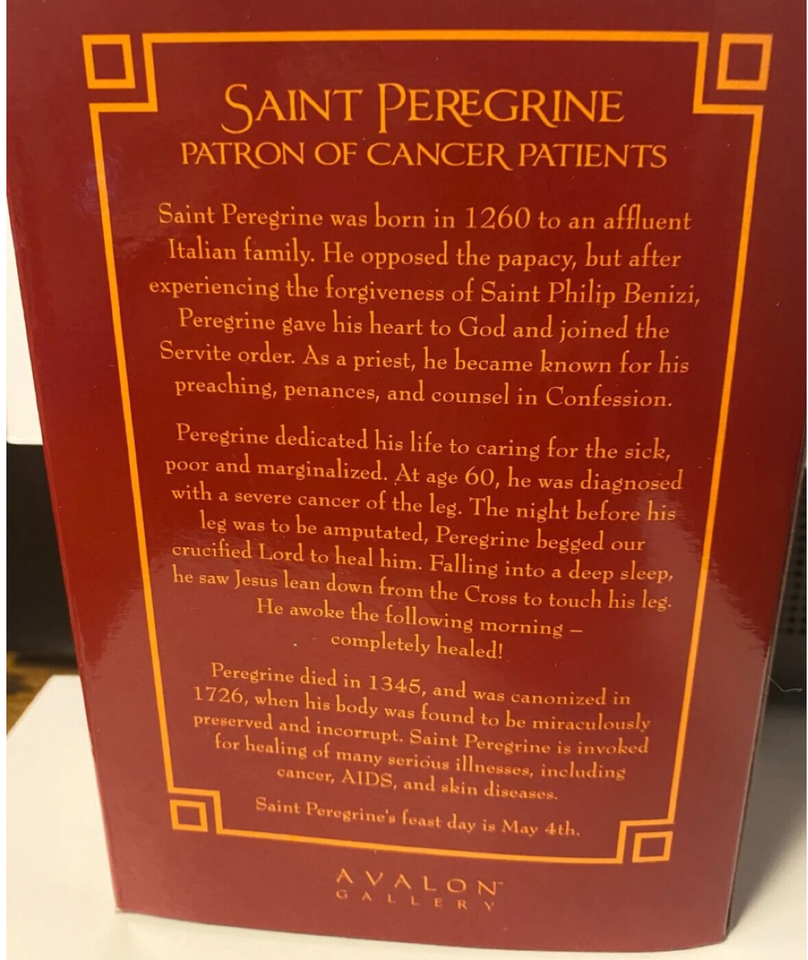 SAINT PEREGRINE
PATRON OF CANCER PATIENTS
Saint Peregrine was born in 1260 to an affluent
Italian family. He opposed the papacy, but after
experiencing the forgiveness of Saint Philip Benizi,
Peregrine gave his heart to God and joined the
Servite order. As a priest, he became known for his
preaching, penances, and counsel in Confession.
Peregrine dedicated his life to caring for the sick,
poor and marginalized. At age 60, he was diagnosed
with a severe cancer of the leg. The night before his
leg was to be amputated, Peregrine begged our
crucified Lord to heal him. Falling into a deep sleep,
he saw Jesus lean down from the Cross to touch his leg.
He awoke the following morning –
completely healed!
Peregrine died in 1345, and was canonized in
1726, when his body was found to be miraculously
preserved and incorrupt. Saint Peregrine is invoked
for healing of many serious illnesses, including
cancer, AIDS, and skin diseases.
Saint Peregrine's feast day is May 4th.
AVALON™
GALLERY